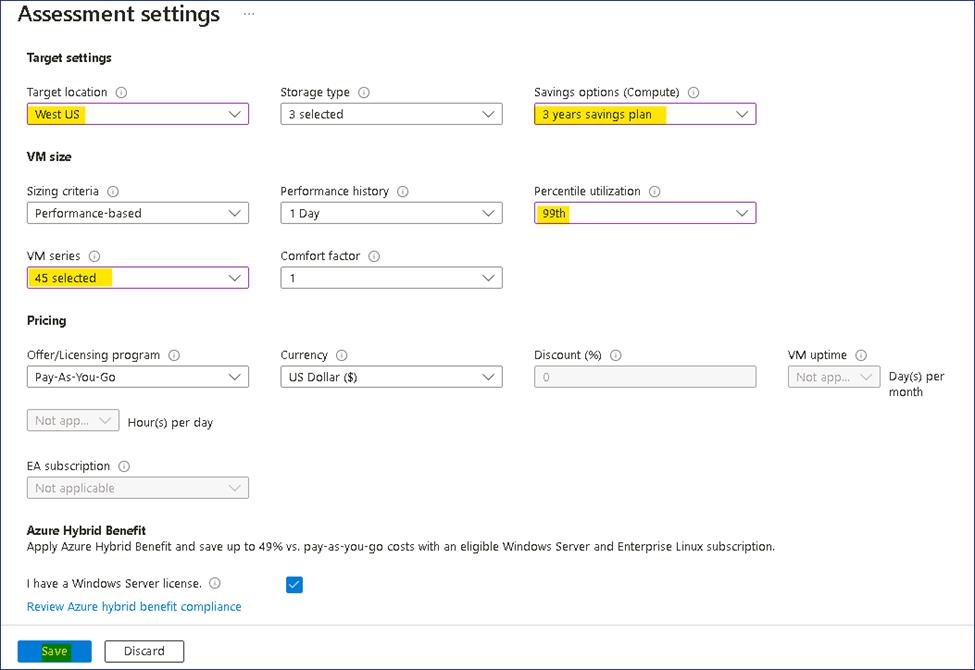 Assessment settings ...
Target settings
Target location Storage type Savings options (Compute)
West US 3 selected 3 years savings plan
VM size
Sizing criteria Performance history Percentile utilization
Performance-based 1 Day 99th
VM series Comfort factor
45 selected 1
Pricing
Offer/Licensing program Currency Discount (%) VM uptime
Pay-As-You-Go US Dollar ($) 0 Not app... Day(s) per
month
Not app... Hour(s) per day
EA subscription
Not applicable
Azure Hybrid Benefit
Apply Azure Hybrid Benefit and save up to 49% vs. pay-as-you-go costs with an eligible Windows Server and Enterprise Linux subscription.
I have a Windows Server license.
Review Azure hybrid benefit compliance
Save Discard